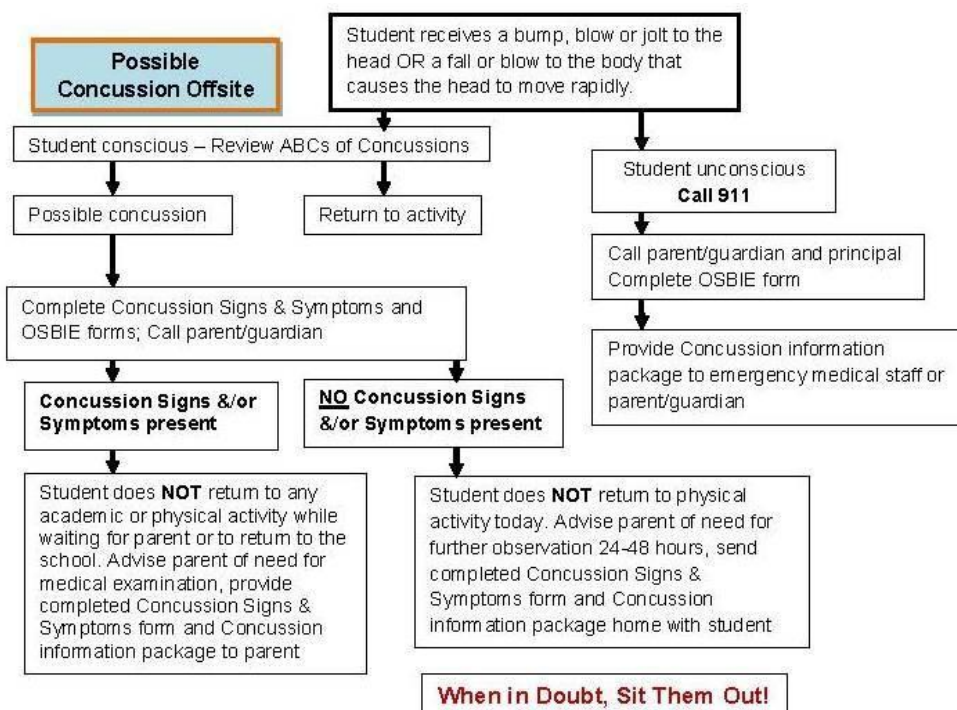 Possible
Concussion Offsite
Student receives a bump, blow or jolt to the
head OR a fall or blow to the body that
causes the head to move rapidly.
Student conscious – Review ABCs of Concussions
Student unconscious
Call 911
Possible concussion
Return to activity
Call parent/guardian and principal
Complete OSBIE form
Complete Concussion Signs & Symptoms and
OSBIE forms; Call parent/guardian
Provide Concussion information
package to emergency medical staff or
parent/guardian
Concussion Signs &/or
Symptoms present
NO Concussion Signs
&/or Symptoms present
Student does NOT return to any
academic or physical activity while
waiting for parent or to return to the
school. Advise parent of need for
medical examination, provide
completed Concussion Signs &
Symptoms form and Concussion
information package to parent
Student does NOT return to physical
activity today. Advise parent of need for
further observation 24-48 hours, send
completed Concussion Signs &
Symptoms form and Concussion
information package home with student
When in Doubt, Sit Them Out!